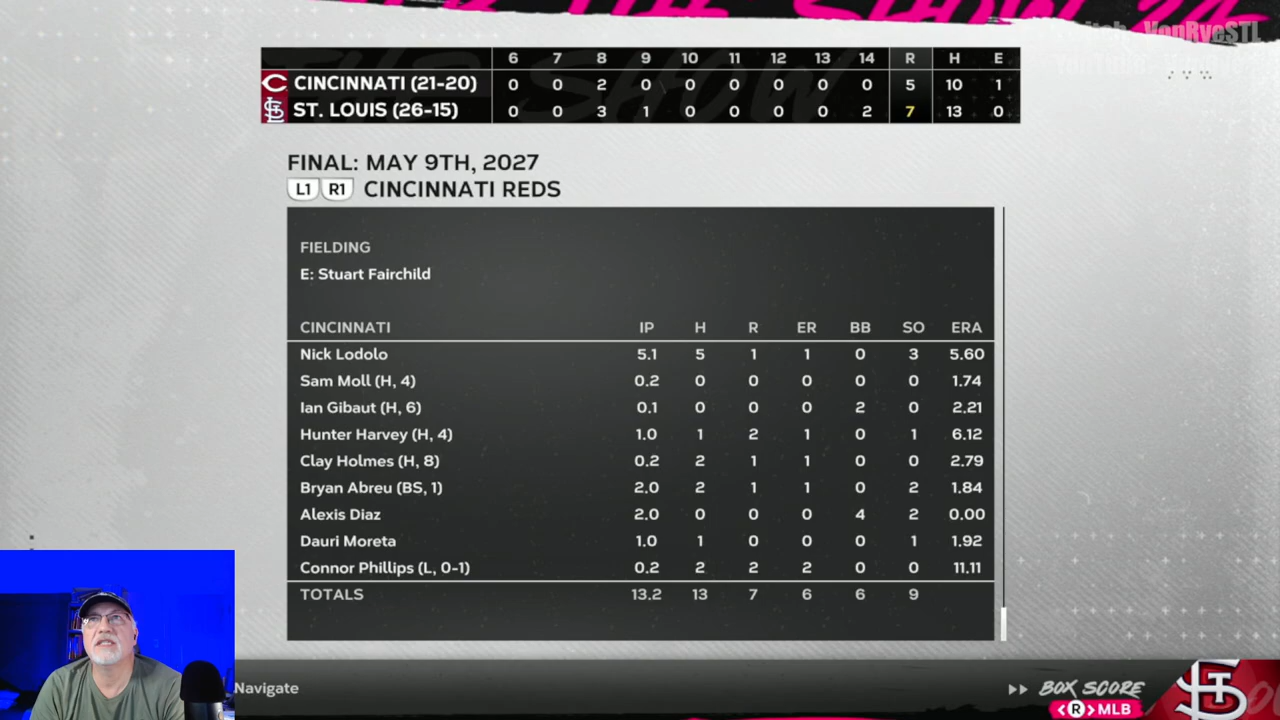 THE SHOW 24
Twitch - VonRyeSTL
6 7 8 9 10 11 12 13 14 R H E
CINCINNATI (21-20) 0 0 2 0 0 0 0 0 0 5 10 1
ST. LOUIS (26-15) 0 0 3 1 0 0 0 0 2 7 13 0
FINAL: MAY 9TH, 2027
L1 R1 CINCINNATI REDS
FIELDING
E: Stuart Fairchild
CINCINNATI IP H R ER BB SO ERA
Nick Lodolo 5.1 5 1 1 0 3 5.60
Sam Moll (H, 4) 0.2 0 0 0 0 0 1.74
Ian Gibaut (H, 6) 0.1 0 0 0 2 0 2.21
Hunter Harvey (H, 4) 1.0 1 2 1 0 1 6.12
Clay Holmes (H, 8) 0.2 2 1 1 0 0 2.79
Bryan Abreu (BS, 1) 2.0 2 1 1 0 2 1.84
Alexis Diaz 2.0 0 0 0 4 2 0.00
Dauri Moreta 1.0 1 0 0 0 1 1.92
Connor Phillips (L, 0-1) 0.2 2 2 2 0 0 11.11
TOTALS 13.2 13 7 6 6 9
Navigate
BOX SCORE
R MLB